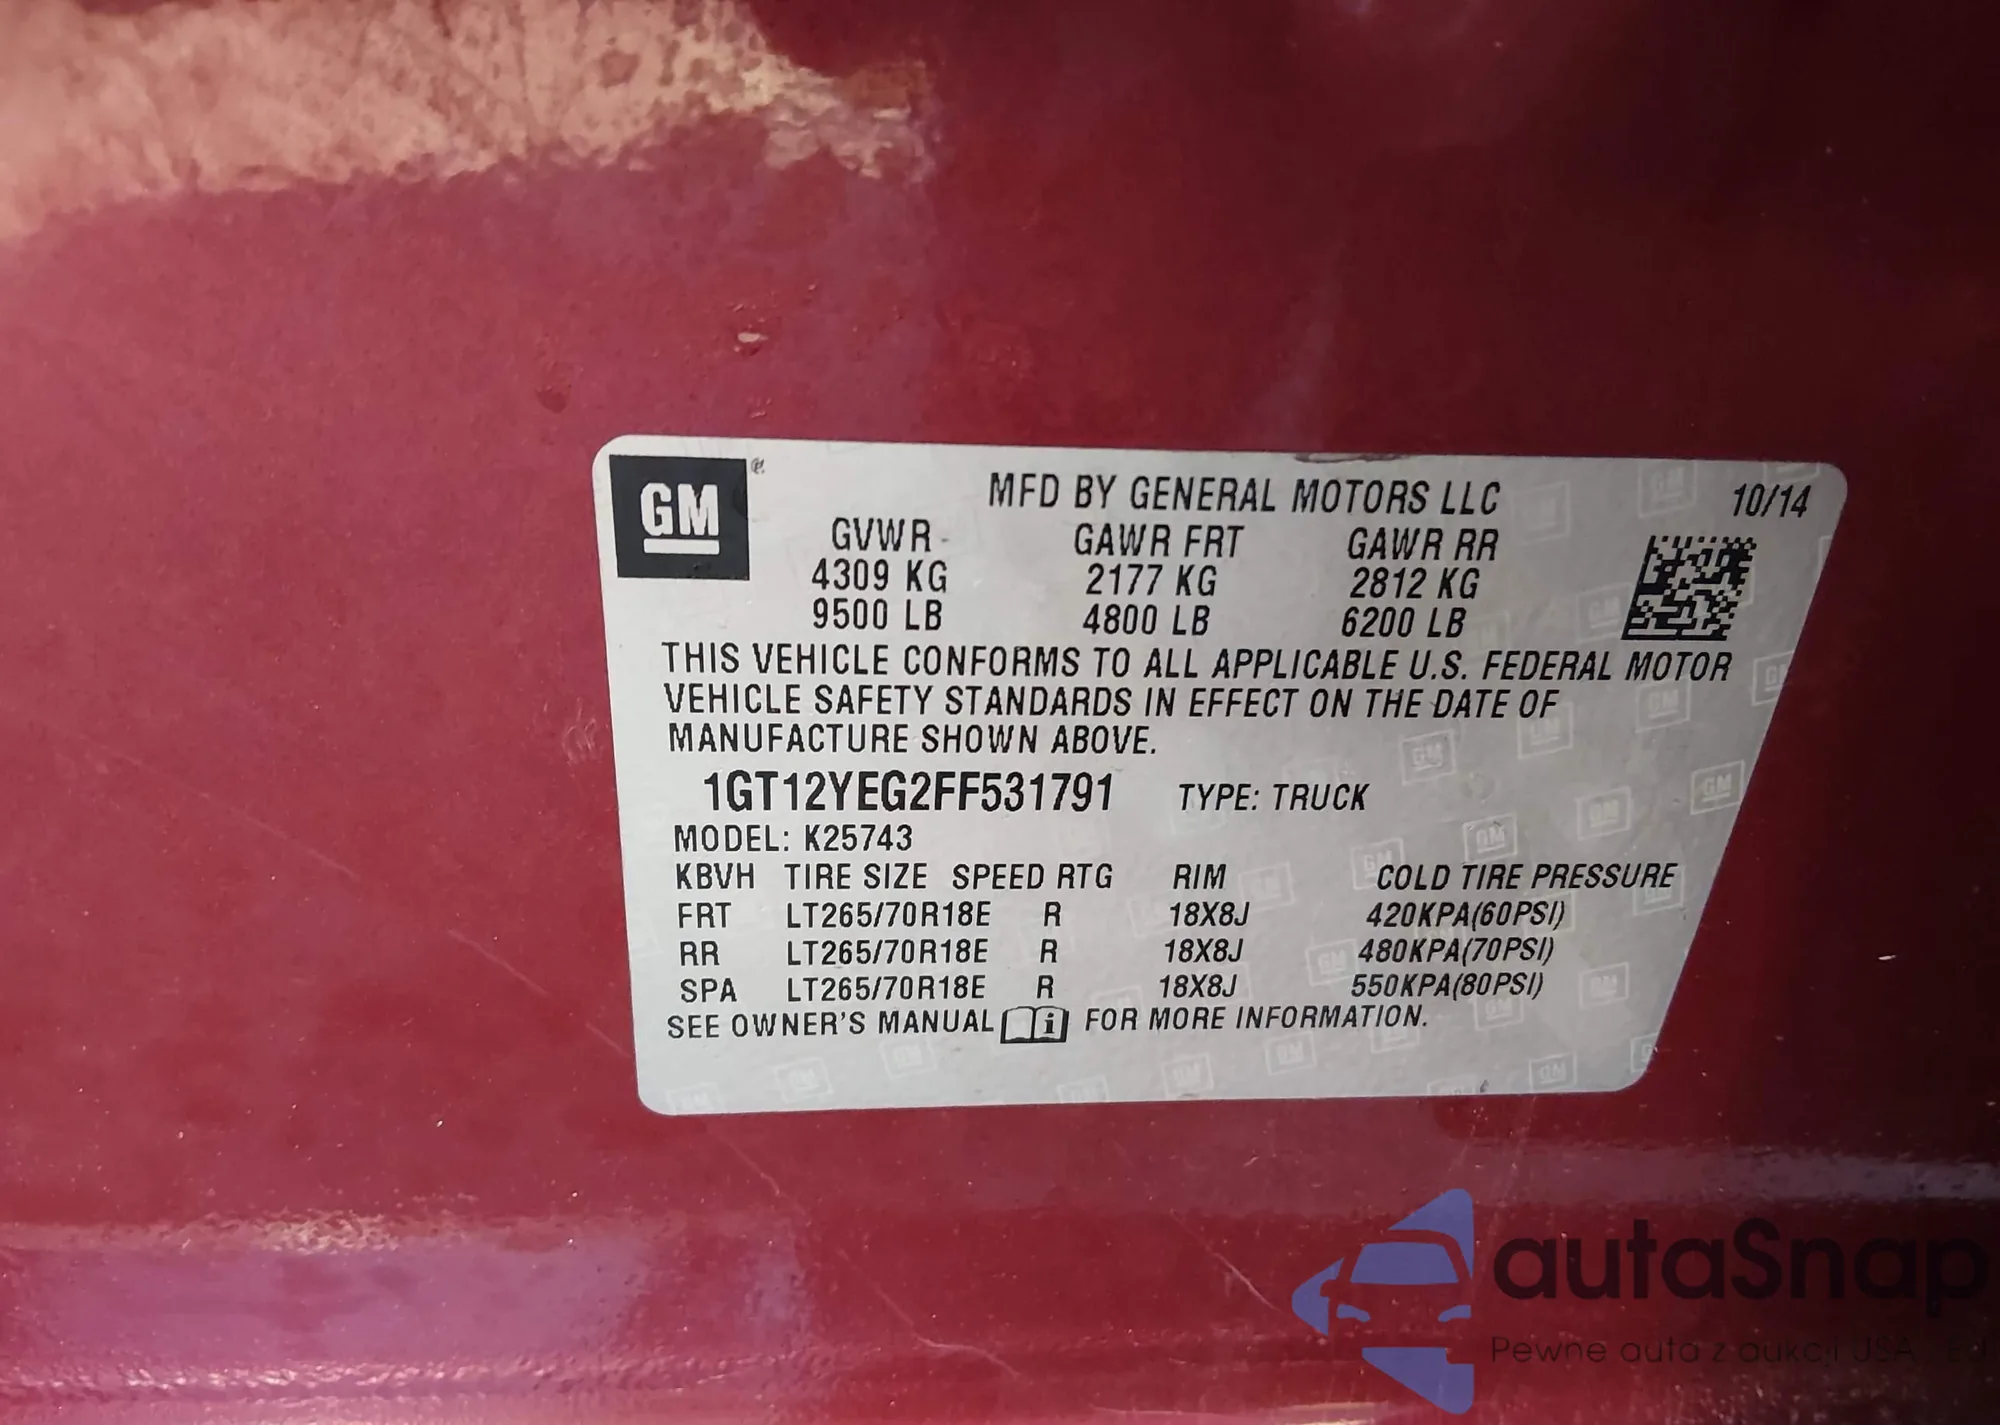 GM
MFD BY GENERAL MOTORS LLC 10/14
GVWR GAWR FRT GAWR RR
4309 KG 2177 KG 2812 KG
9500 LB 4800 LB 6200 LB
THIS VEHICLE CONFORMS TO ALL APPLICABLE U.S. FEDERAL MOTOR
VEHICLE SAFETY STANDARDS IN EFFECT ON THE DATE OF
MANUFACTURE SHOWN ABOVE.
1GT12YEG2FF531791 TYPE: TRUCK
MODEL: K25743
KBVH TIRE SIZE SPEED RTG RIM COLD TIRE PRESSURE
FRT LT265/70R18E R 18X8J 420KPA(60PSI)
RR LT265/70R18E R 18X8J 480KPA(70PSI)
SPA LT265/70R18E R 18X8J 550KPA(80PSI)
SEE OWNER'S MANUAL i FOR MORE INFORMATION.
autaSnap
Pewne auta z aukcji USA